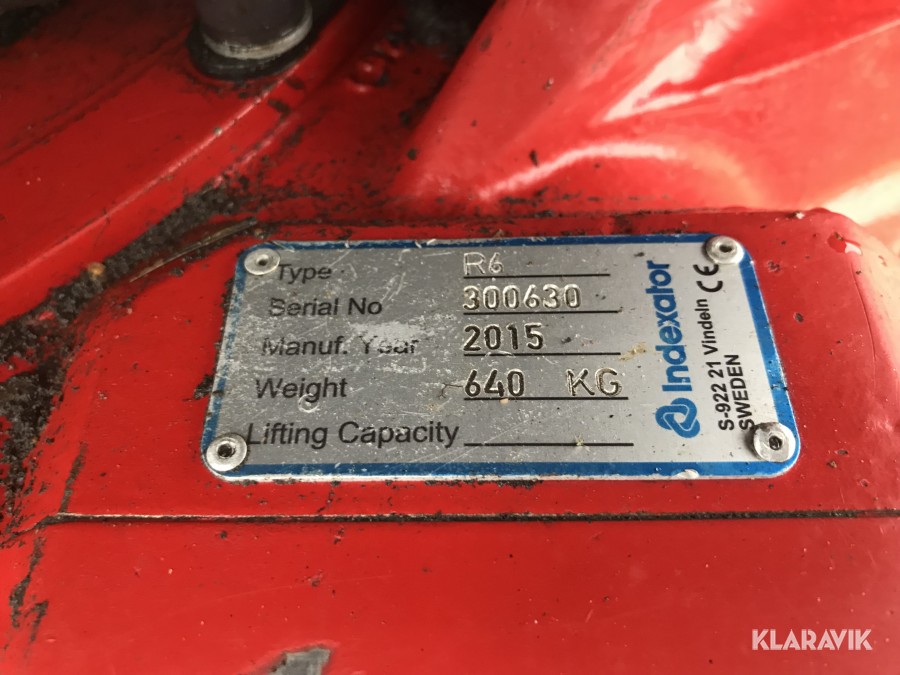 Type R6
Serial No 300630
Manuf. Year 2015
Weight 640 KG
Lifting Capacity
Indexator
S-922 21 Vindeln CE
SWEDEN
KLARAVIK